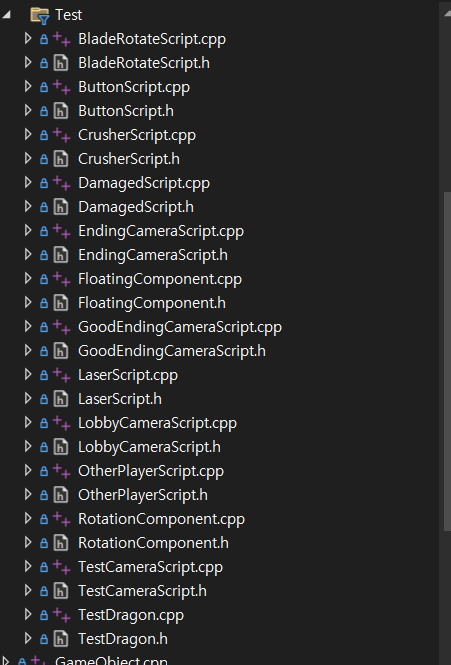 Test
BladeRotateScript.cpp
BladeRotateScript.h
ButtonScript.cpp
ButtonScript.h
CrusherScript.cpp
CrusherScript.h
DamagedScript.cpp
DamagedScript.h
EndingCameraScript.cpp
EndingCameraScript.h
FloatingComponent.cpp
FloatingComponent.h
GoodEndingCameraScript.cpp
GoodEndingCameraScript.h
LaserScript.cpp
LaserScript.h
LobbyCameraScript.cpp
LobbyCameraScript.h
OtherPlayerScript.cpp
OtherPlayerScript.h
RotationComponent.cpp
RotationComponent.h
TestCameraScript.cpp
TestCameraScript.h
TestDragon.cpp
TestDragon.h
GameObject.cpp